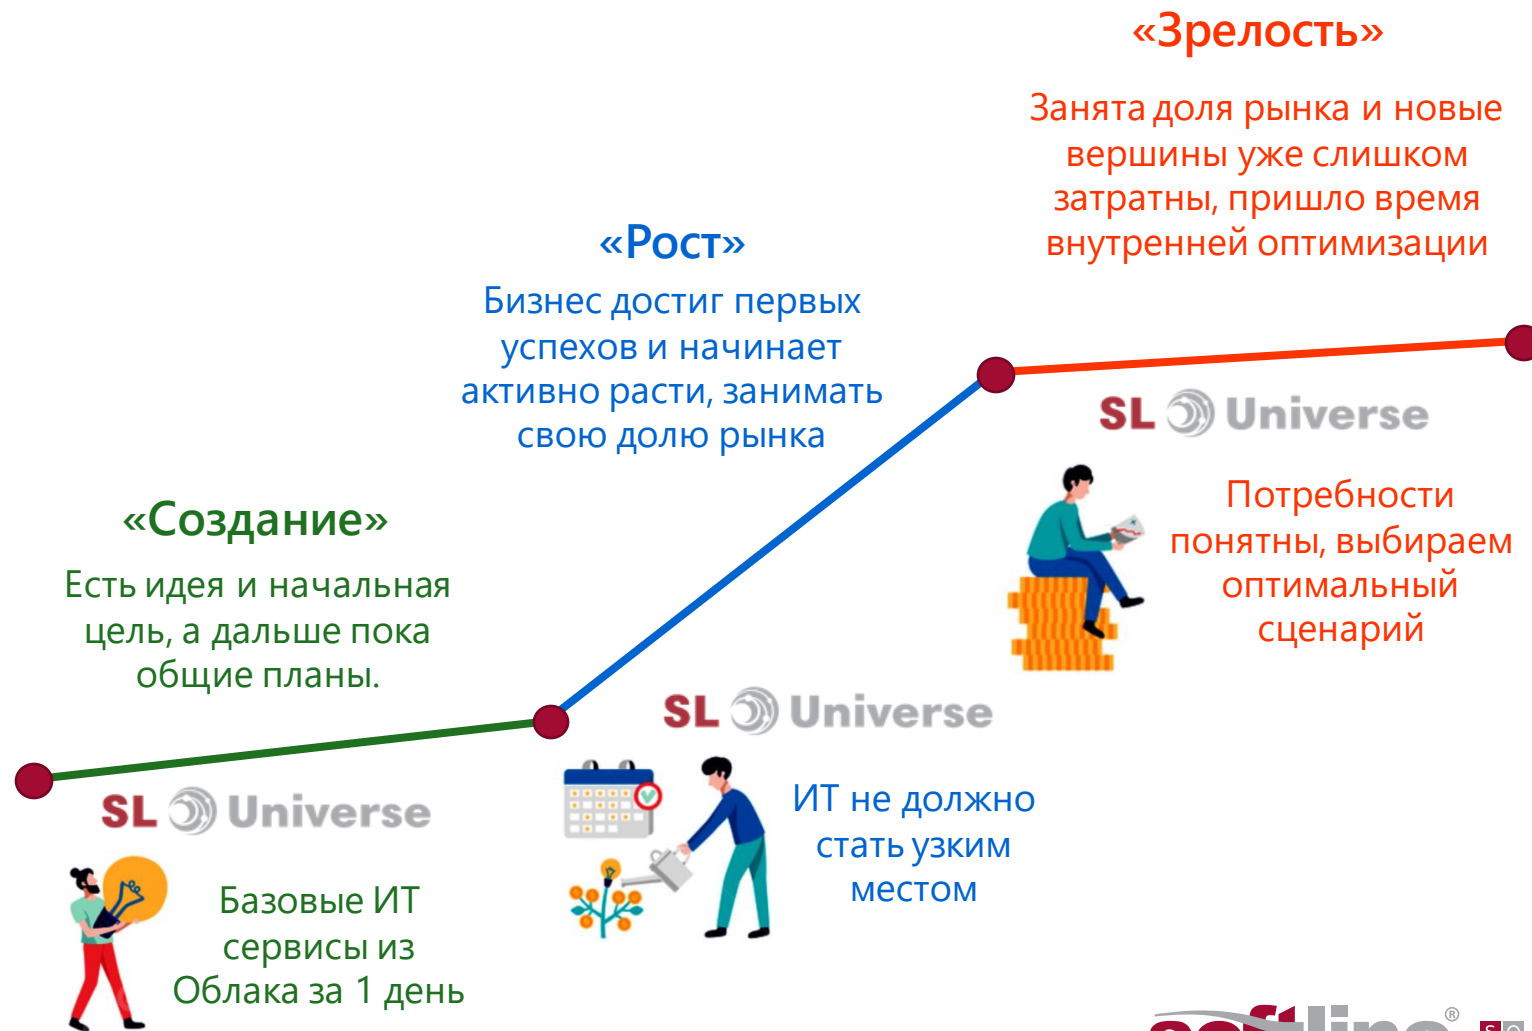 «Зрелость»
Занята доля рынка и новые
вершины уже слишком
затратны, пришло время
внутренней оптимизации
«Рост»
Бизнес достиг первых
успехов и начинает
активно расти, занимать
свою долю рынка
SL Universe
Потребности
понятны, выбираем
оптимальный
сценарий
«Создание»
Есть идея и начальная
цель, а дальше пока
общие планы.
SL Universe
ИТ не должно
стать узким
местом
SL Universe
Базовые ИТ
сервисы из
Облака за 1 день
softline®